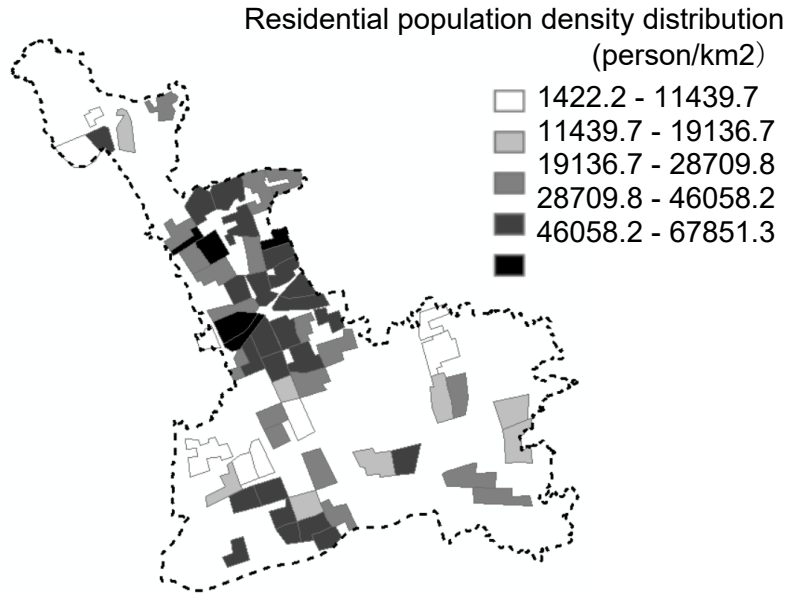 Residential population density distribution
(person/km2）
1422.2 - 11439.7
11439.7 - 19136.7
19136.7 - 28709.8
28709.8 - 46058.2
46058.2 - 67851.3